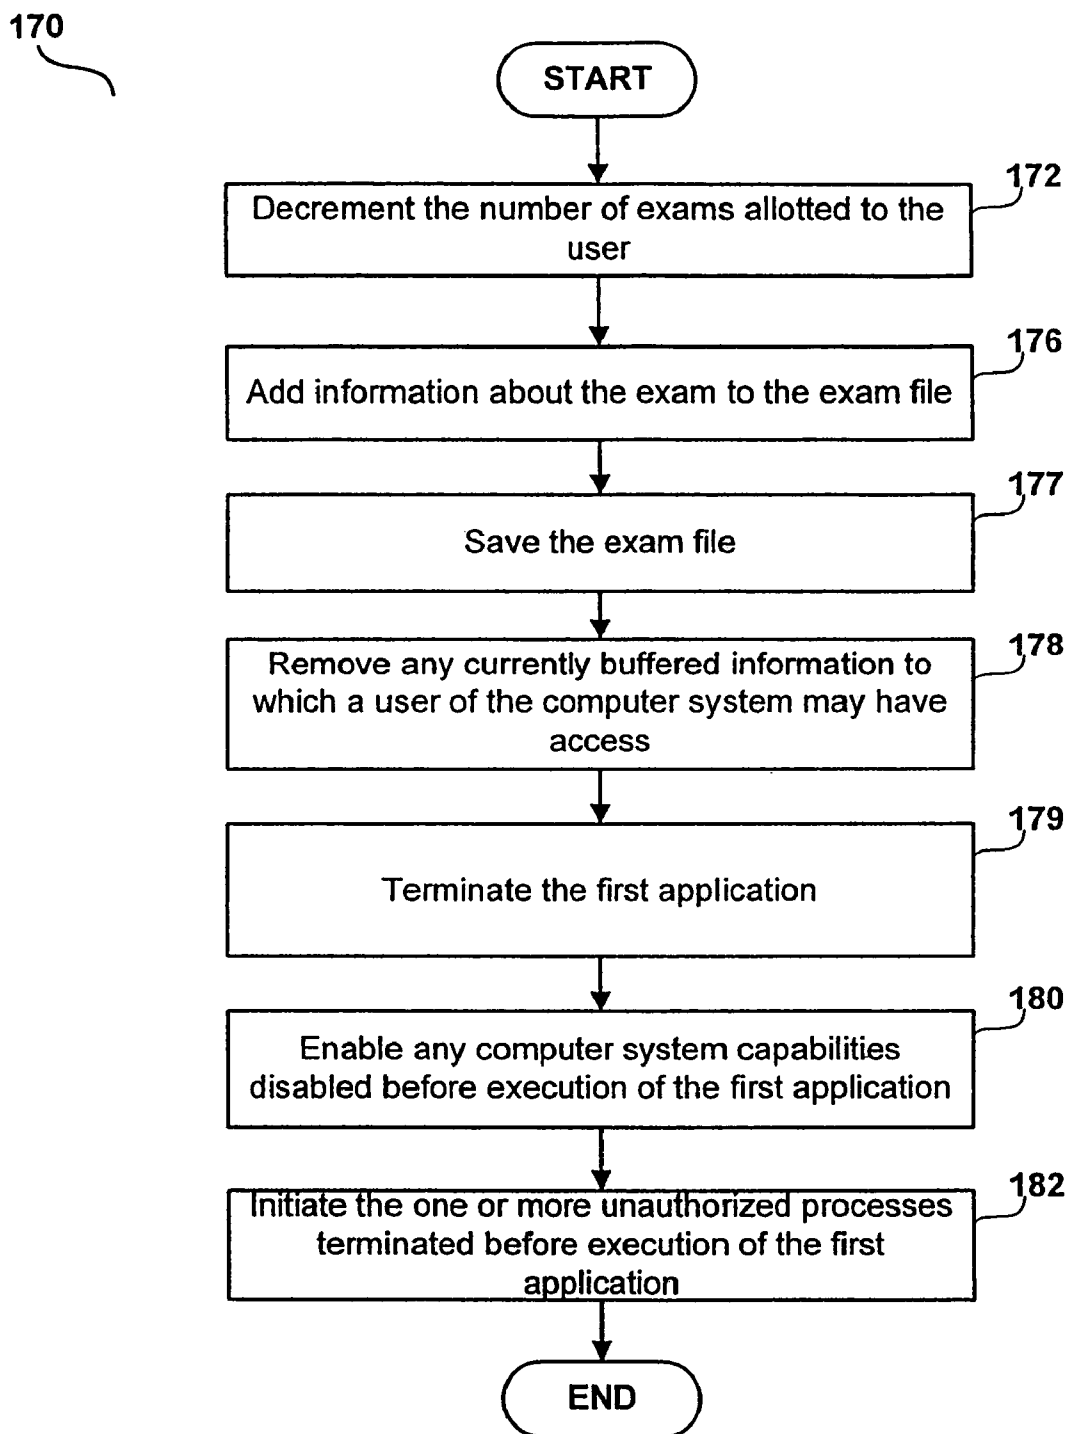 170
START
172
Decrement the number of exams allotted to the
user
176
Add information about the exam to the exam file
177
Save the exam file
178
Remove any currently buffered information to
which a user of the computer system may have
access
179
Terminate the first application
180
Enable any computer system capabilities
disabled before execution of the first application
182
Initiate the one or more unauthorized processes
terminated before execution of the first
application
END